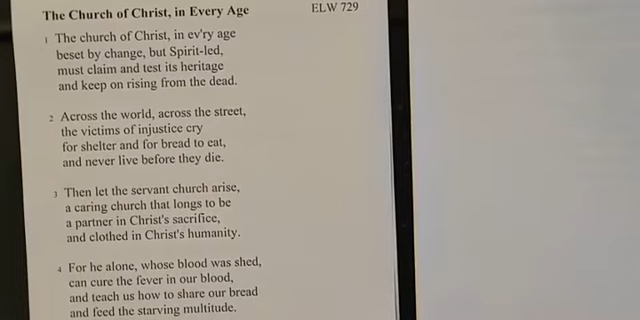 The Church of Christ, in Every Age ELW 729
1 The church of Christ, in ev'ry age
beset by change, but Spirit-led,
must claim and test its heritage
and keep on rising from the dead.
2 Across the world, across the street,
the victims of injustice cry
for shelter and for bread to eat,
and never live before they die.
3 Then let the servant church arise,
a caring church that longs to be
a partner in Christ's sacrifice,
and clothed in Christ's humanity.
4 For he alone, whose blood was shed,
can cure the fever in our blood,
and teach us how to share our bread
and feed the starving multitude.